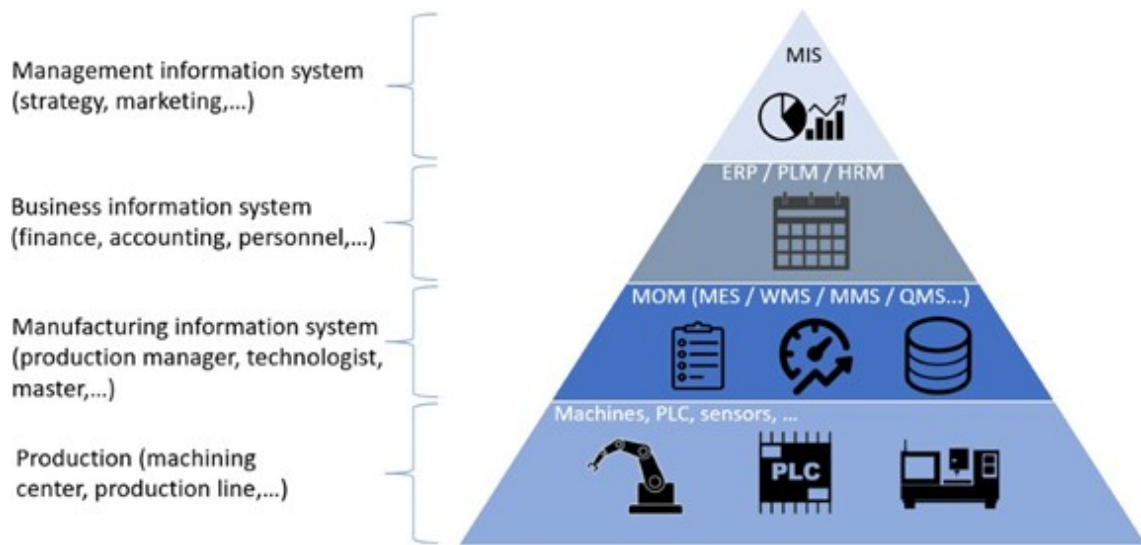 Management information system
(strategy, marketing,...)
Business information system
(finance, accounting, personnel,...)
Manufacturing information system
(production manager, technologist,
master,...)
Production (machining
center, production line,...)
MIS
ERP / PLM / HRM
MOM (MES / WMS / MMS / QMS...)
Machines, PLC, sensors, ...
PLC